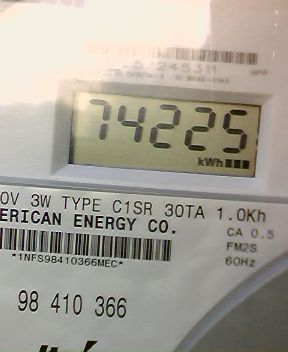 57245311
74225
kWh
0V 3W TYPE C1SR 30TA 1.0Kh
ERICAN ENERGY CO.
CA 0.5
FM2S
60Hz
*1NFS98410366MEC*
98 410 366